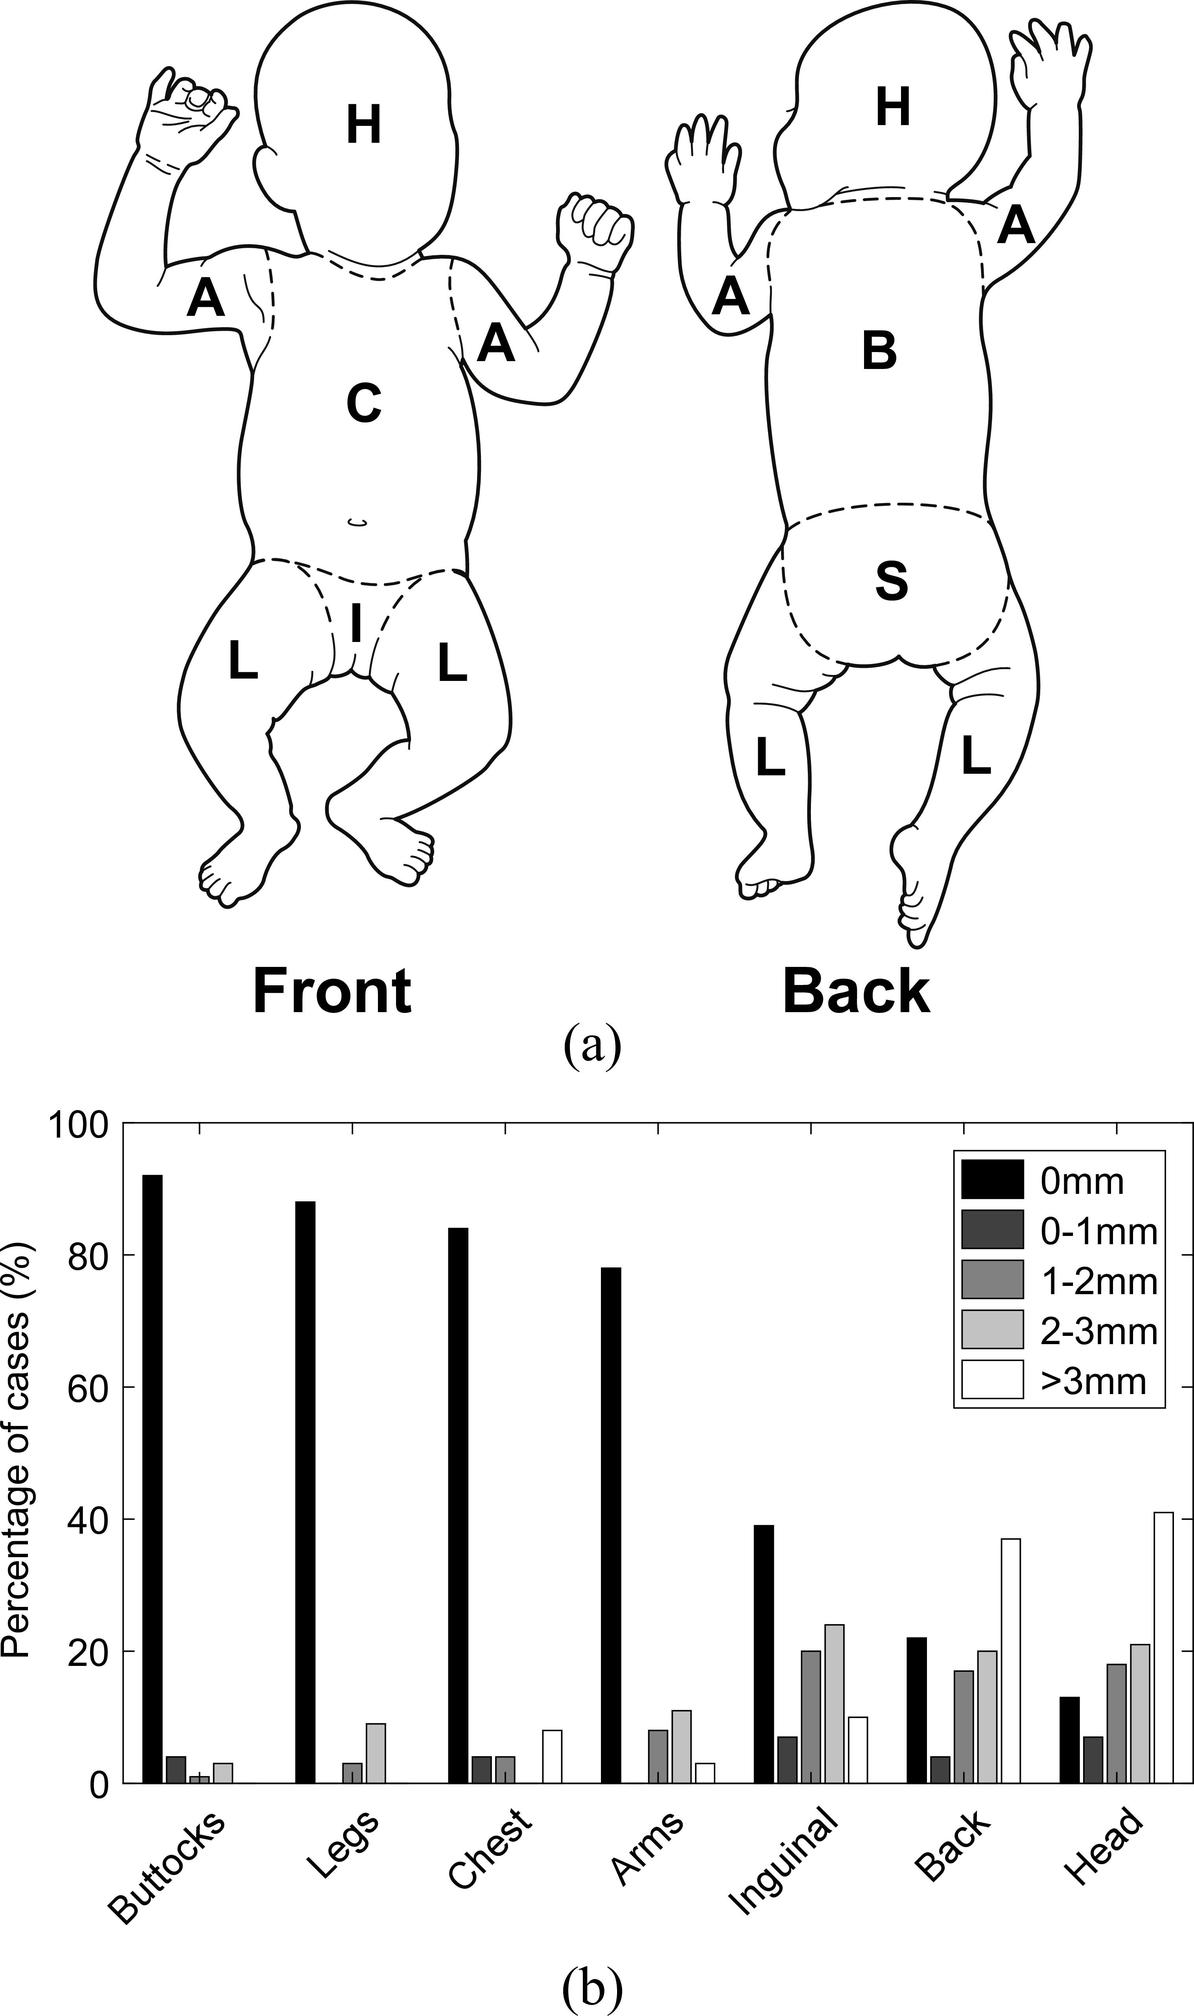 H
H
A
A
A
A
C
B
I
S
L
L
L
L
Front
Back
(a)
Percentage of cases (%)
100
80
60
40
20
0
0mm
0-1mm
1-2mm
2-3mm
>3mm
Buttocks
Legs
Chest
Arms
Inguinal
Back
Head
(b)